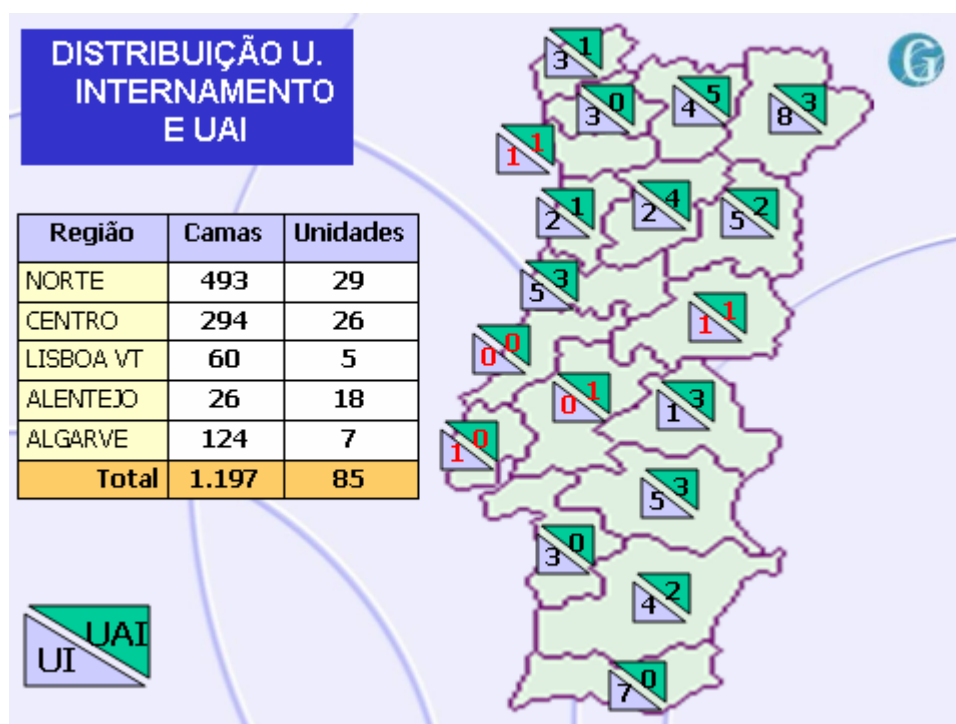 DISTRIBUIÇÃO U.
INTERNAMENTO
E UAI
G
Região Camas Unidades
NORTE 493 29
CENTRO 294 26
LISBOA VT 60 5
ALENTEJO 26 18
ALGARVE 124 7
Total 1.197 85
3 1
3 0
4 5
8 3
1 1
2 1
2 4
5 2
5 3
1 1
0 0
0 1
1 3
1 0
5 3
3 0
4 2
7 0
UI UAI